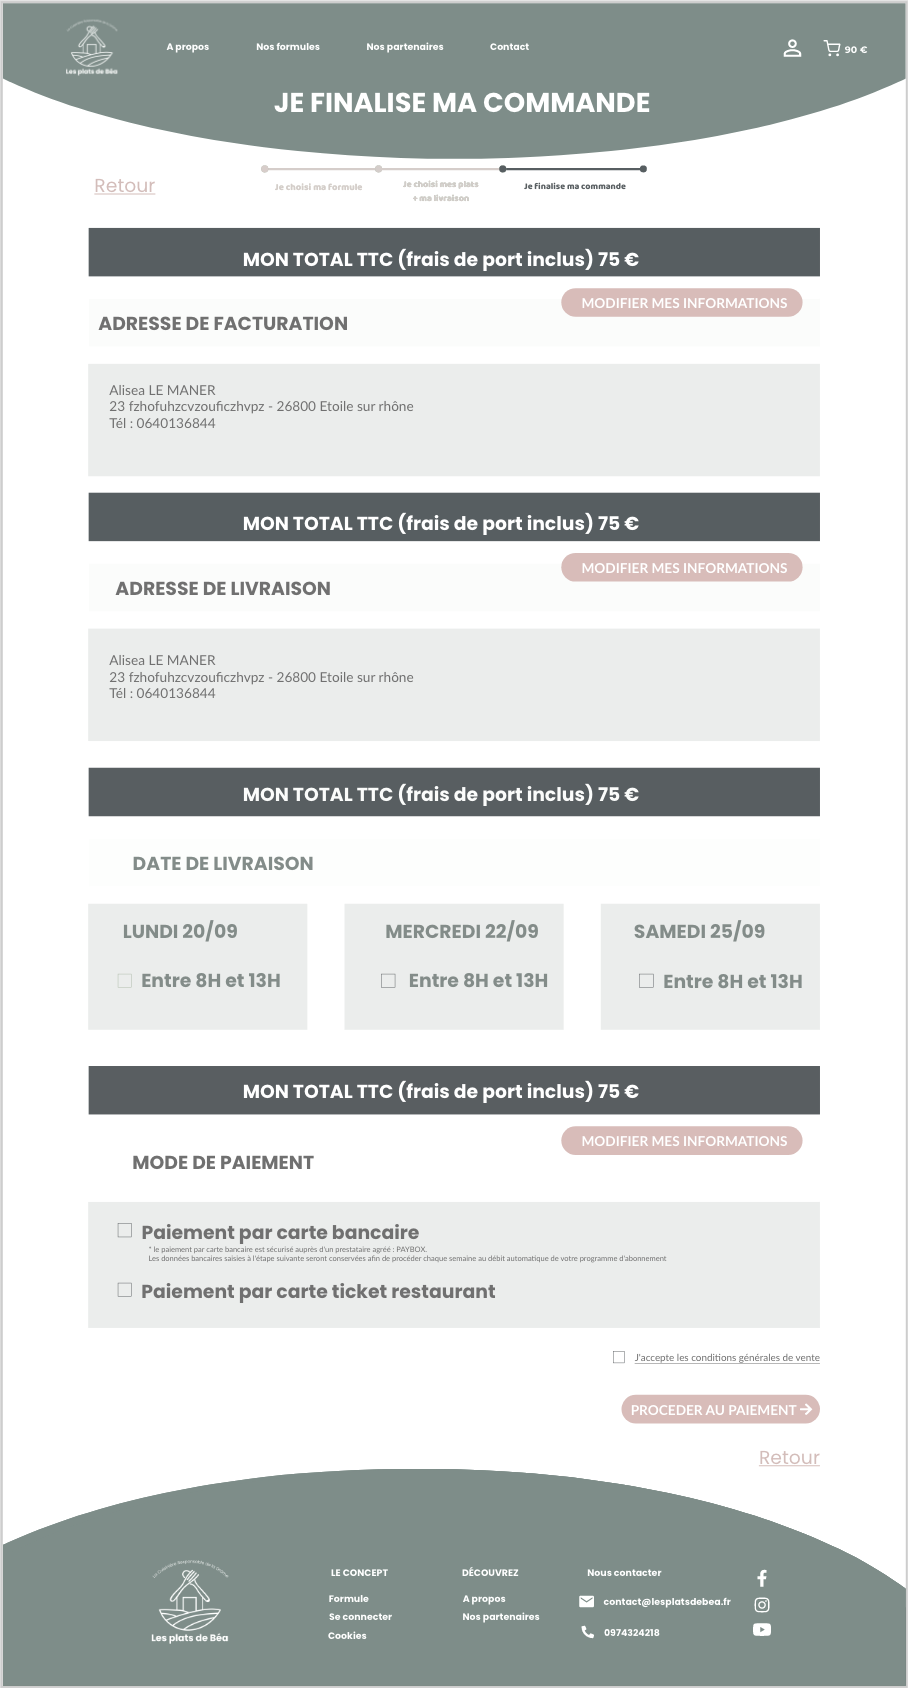 Les plats de Béa
A propos
Nos formules
Nos partenaires
Contact
90 €
JE FINALISE MA COMMANDE
Retour
Je choisi ma formule
Je choisi mes plats
+ ma livraison
Je finalise ma commande
MON TOTAL TTC (frais de port inclus) 75 €
MODIFIER MES INFORMATIONS
ADRESSE DE FACTURATION
Alisea LE MANER
23 fzhofuhzcvzouficzhvpz - 26800 Etoile sur rhône
Tél : 0640136844
MON TOTAL TTC (frais de port inclus) 75 €
MODIFIER MES INFORMATIONS
ADRESSE DE LIVRAISON
Alisea LE MANER
23 fzhofuhzcvzouficzhvpz - 26800 Etoile sur rhône
Tél : 0640136844
MON TOTAL TTC (frais de port inclus) 75 €
DATE DE LIVRAISON
LUNDI 20/09
Entre 8H et 13H
MERCREDI 22/09
Entre 8H et 13H
SAMEDI 25/09
Entre 8H et 13H
MON TOTAL TTC (frais de port inclus) 75 €
MODIFIER MES INFORMATIONS
MODE DE PAIEMENT
Paiement par carte bancaire
* le paiement par carte bancaire est sécurisé auprès d'un prestataire agréé : PAYBOX.
Les données bancaires saisies à l'étape suivante seront conservées afin de procéder chaque semaine au débit automatique de votre programme d'abonnement
Paiement par carte ticket restaurant
J'accepte les conditions générales de vente
PROCEDER AU PAIEMENT
Retour
Les plats de Béa
LE CONCEPT
Formule
Se connecter
Cookies
DÉCOUVREZ
A propos
Nos partenaires
Nous contacter
contact@lesplatsdebea.fr
0974324218